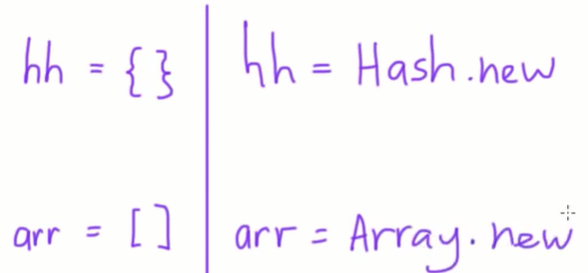 hh = {} hh = Hash.new
arr = [] arr = Array.new